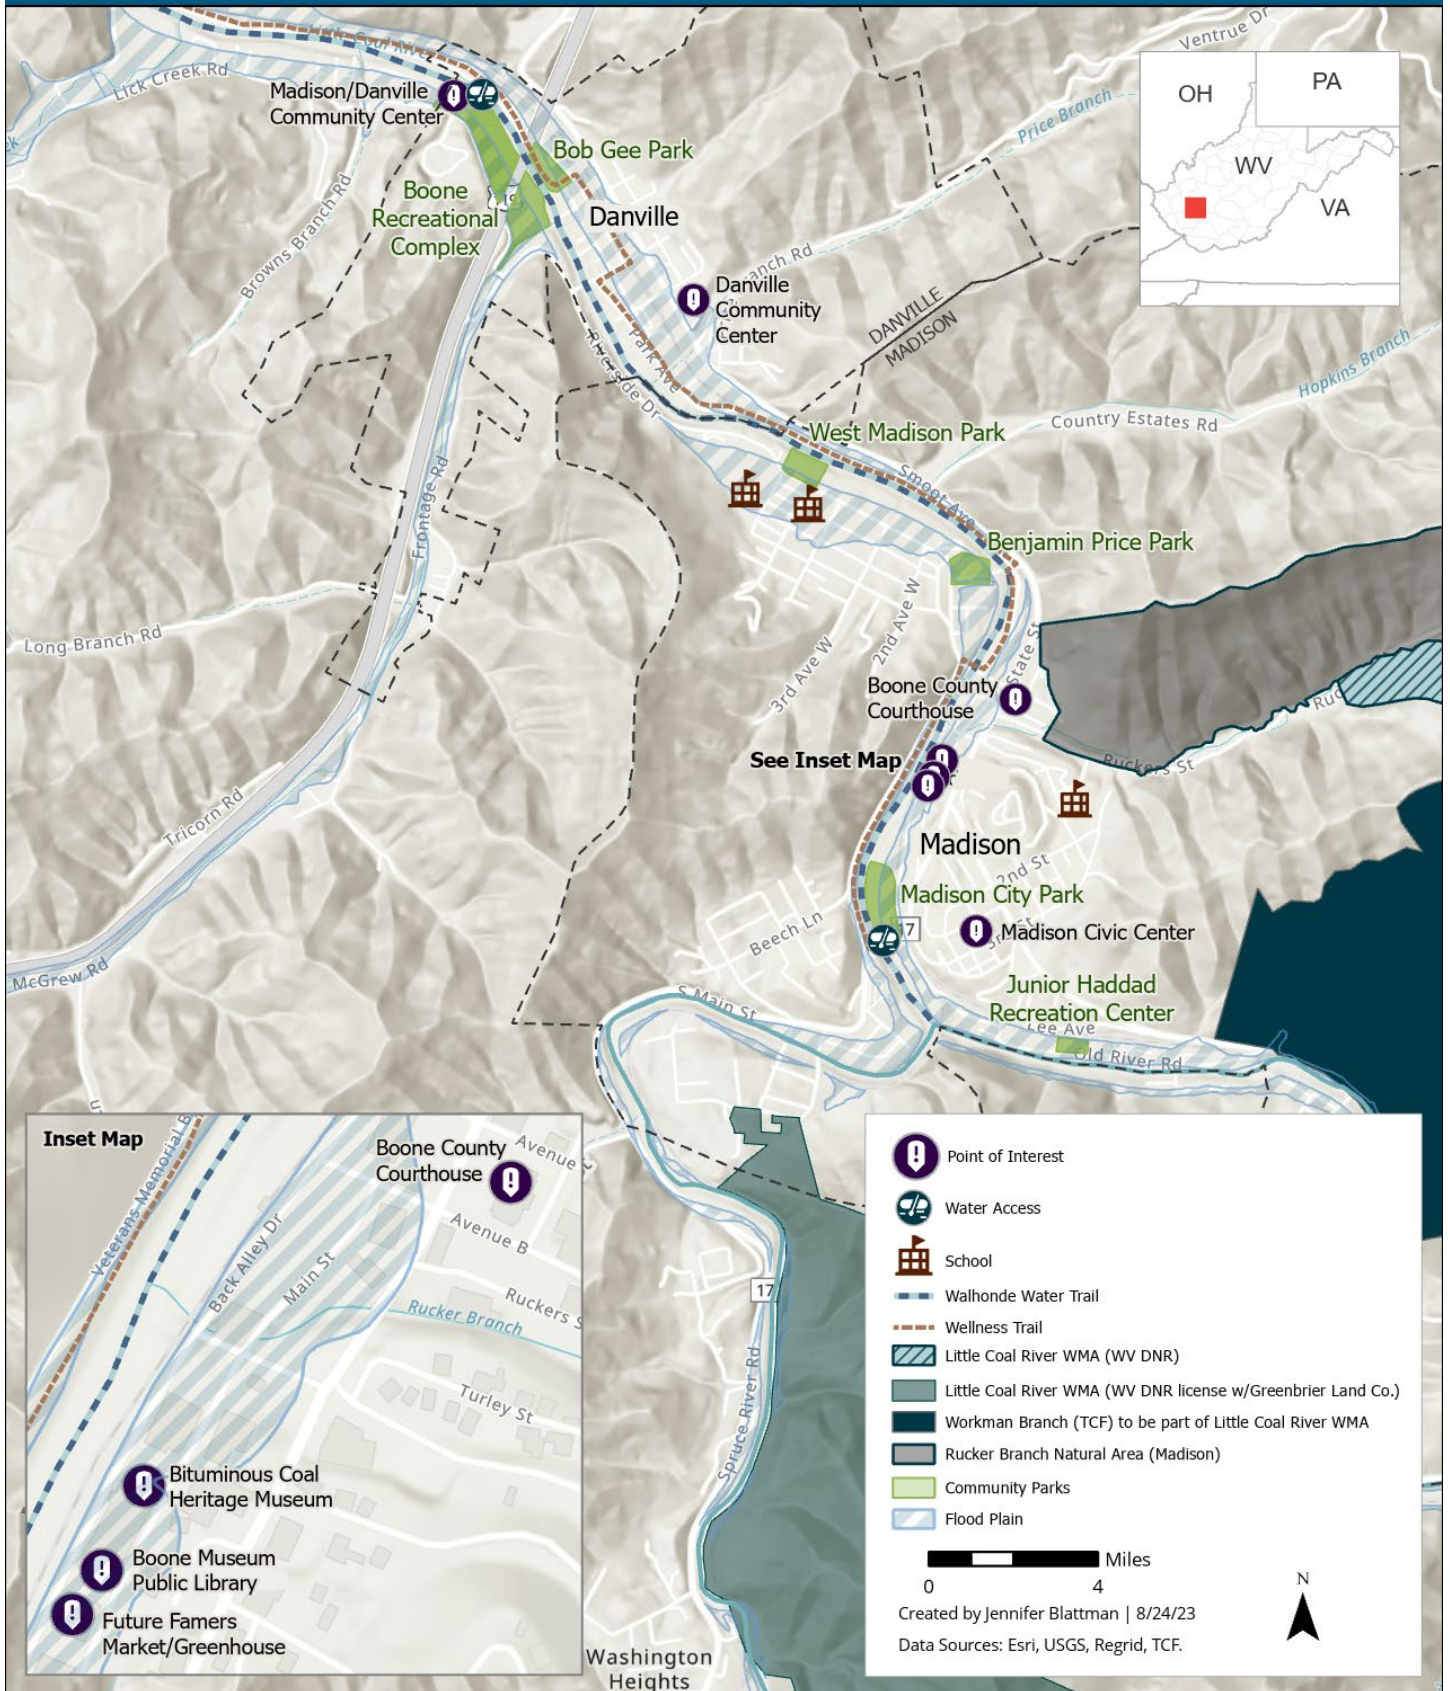 Little Coal River
Lick Creek Rd
Ventrue Dr
Madison/Danville
Community Center
Price Branch
OH
PA
WV
VA
Bob Gee Park
Boone
Recreational
Complex
Danville
Browns Branch Rd
anch Rd
Danville
Community
Center
DANVILLE
MADISON
Riverside Dr
Park Ave
Hopkins Branch
Country Estates Rd
West Madison Park
Smoot Ave
Frontage Rd
Benjamin Price Park
Long Branch Rd
2nd Ave W
3rd Ave W
State St
Boone County
Courthouse
Ruc
See Inset Map
Ruckers St
Tricorn Rd
Madison
2nd St
Madison City Park
17
Beech Ln
3rd St
Madison Civic Center
McGrew Rd
S Main St
Junior Haddad
Recreation Center
Lee Ave
Old River Rd
Inset Map
Veterans Memorial B
Boone County
Courthouse
Avenue C
Avenue B
Back Alley Dr
Main St
Ruckers S
Rucker Branch
Turley St
Bituminous Coal
Heritage Museum
Boone Museum
Public Library
Future Famers
Market/Greenhouse
17
Spruce River Rd
Washington
Heights
Point of Interest
Water Access
School
Walhonde Water Trail
Wellness Trail
Little Coal River WMA (WV DNR)
Little Coal River WMA (WV DNR license w/Greenbrier Land Co.)
Workman Branch (TCF) to be part of Little Coal River WMA
Rucker Branch Natural Area (Madison)
Community Parks
Flood Plain
Miles
0 4
Created by Jennifer Blattman | 8/24/23
Data Sources: Esri, USGS, Regrid, TCF.
N